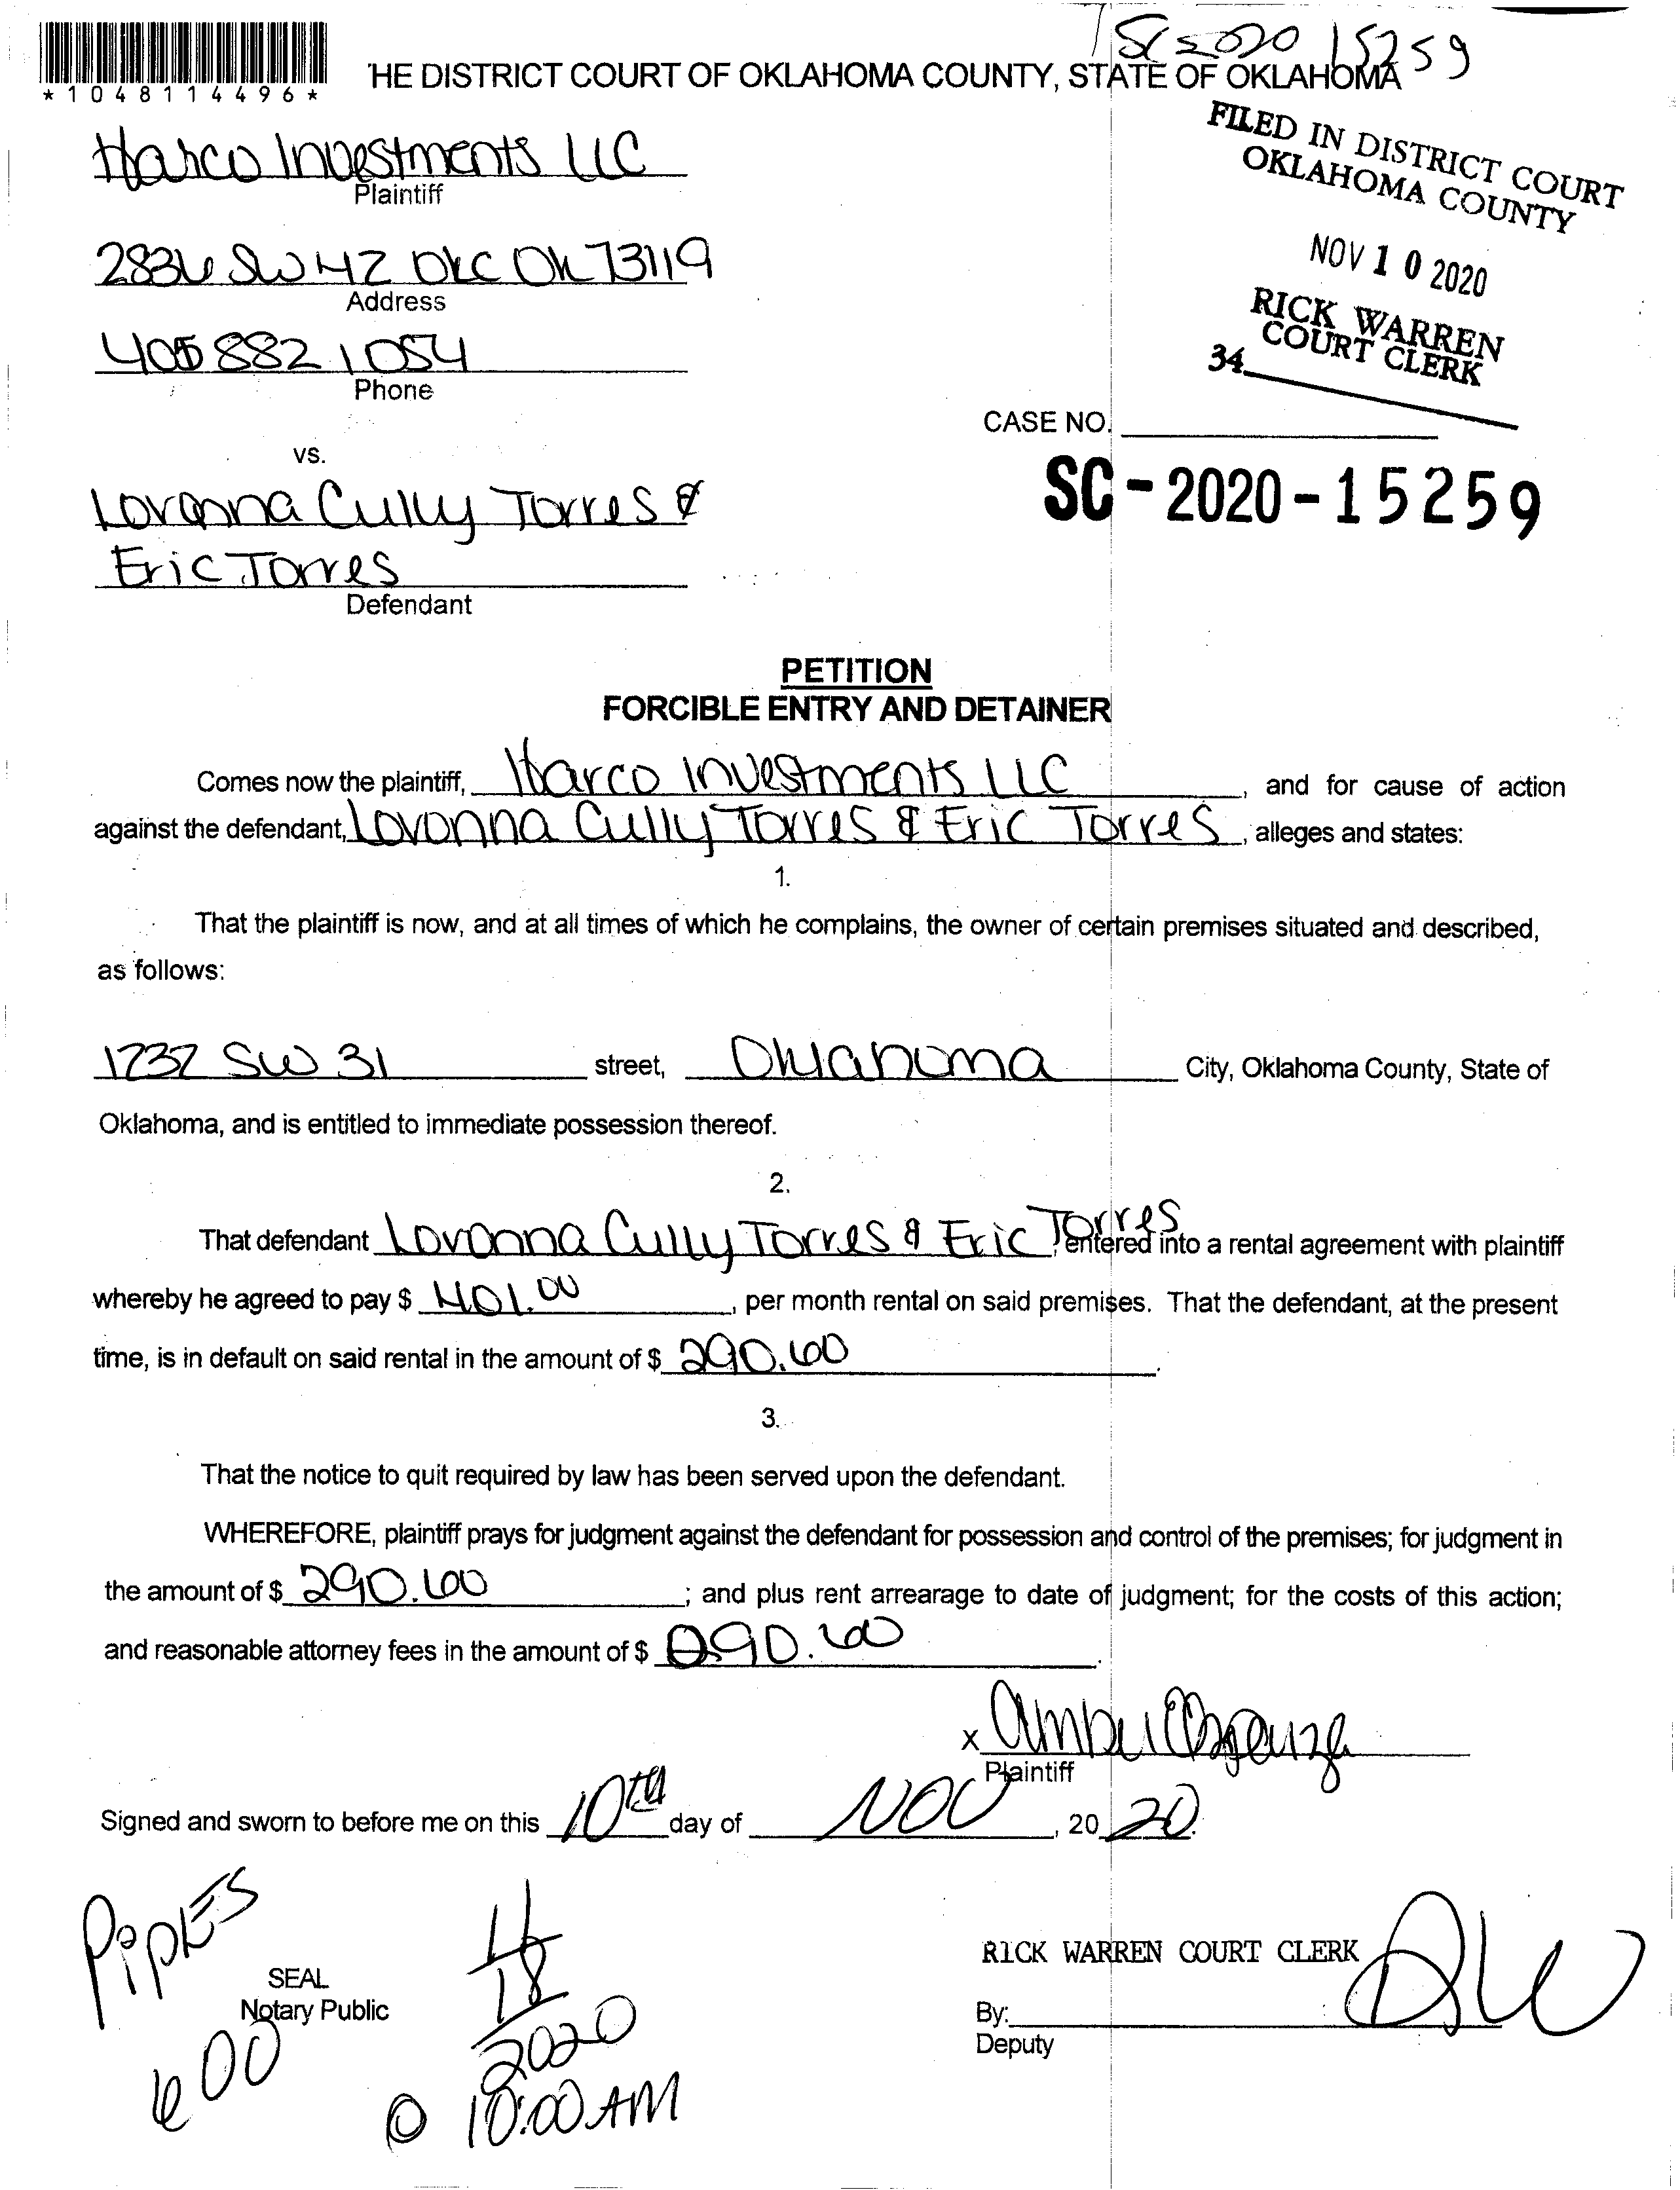 SC 2020 15259
*1048114496*
HE DISTRICT COURT OF OKLAHOMA COUNTY, STATE OF OKLAHOMA
FILED IN DISTRICT COURT
OKLAHOMA COUNTY
NOV 10 2020
RICK WARREN
COURT CLERK
34
Harco Investments LLC
Plaintiff
2836 SW 42 OKC OK 73119
Address
405 882 1054
Phone
CASE NO.
SC-2020-15259
vs.
Lovonna Cully Torres &
Eric Torres
Defendant
PETITION
FORCIBLE ENTRY AND DETAINER
Comes now the plaintiff, Harco Investments LLC, and for cause of action
against the defendant, Lovonna Cully Torres & Eric Torres, alleges and states:
1.
That the plaintiff is now, and at all times of which he complains, the owner of certain premises situated and described,
as follows:
1732 SW 31 street, Oklahoma City, Oklahoma County, State of
Oklahoma, and is entitled to immediate possession thereof.
2.
That defendant Lovonna Cully Torres & Eric Torres, entered into a rental agreement with plaintiff
whereby he agreed to pay $ 401.00, per month rental on said premises. That the defendant, at the present
time, is in default on said rental in the amount of $ 290.60.
3.
That the notice to quit required by law has been served upon the defendant.
WHEREFORE, plaintiff prays for judgment against the defendant for possession and control of the premises; for judgment in
the amount of $ 290.60; and plus rent arrearage to date of judgment; for the costs of this action;
and reasonable attorney fees in the amount of $ 290.60.
x
Plaintiff
Signed and sworn to before me on this 10th day of NOV, 20 20.
PIPKES
SEAL
Notary Public
600
11/18/2020
@ 10:00 AM
RICK WARREN COURT CLERK
By:
Deputy